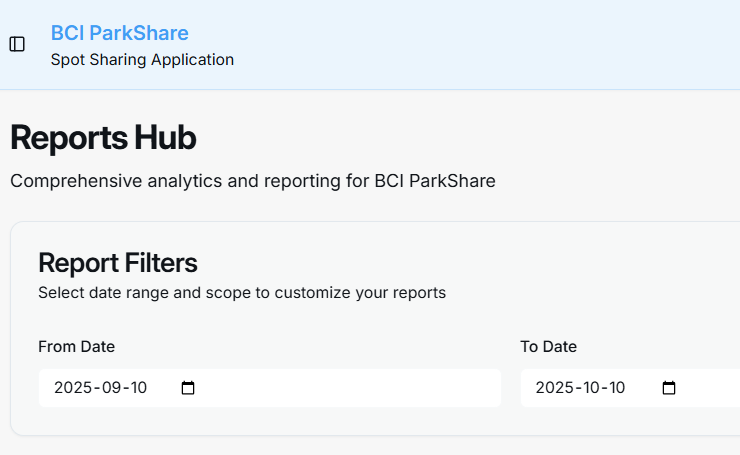 BCI ParkShare
Spot Sharing Application
Reports Hub
Comprehensive analytics and reporting for BCI ParkShare
Report Filters
Select date range and scope to customize your reports
From Date
To Date
2025-09-10
2025-10-10